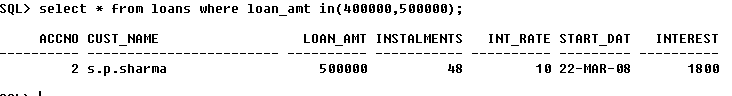 SQL> select * from loans where loan_amt in(400000,500000);
ACCNO CUST_NAME LOAN_AMT INSTALMENTS INT_RATE START_DAT INTEREST
---------- -------------------- ---------- ----------- ---------- --------- ----------
2 s.p.sharma 500000 48 10 22-MAR-08 1800
SQL>